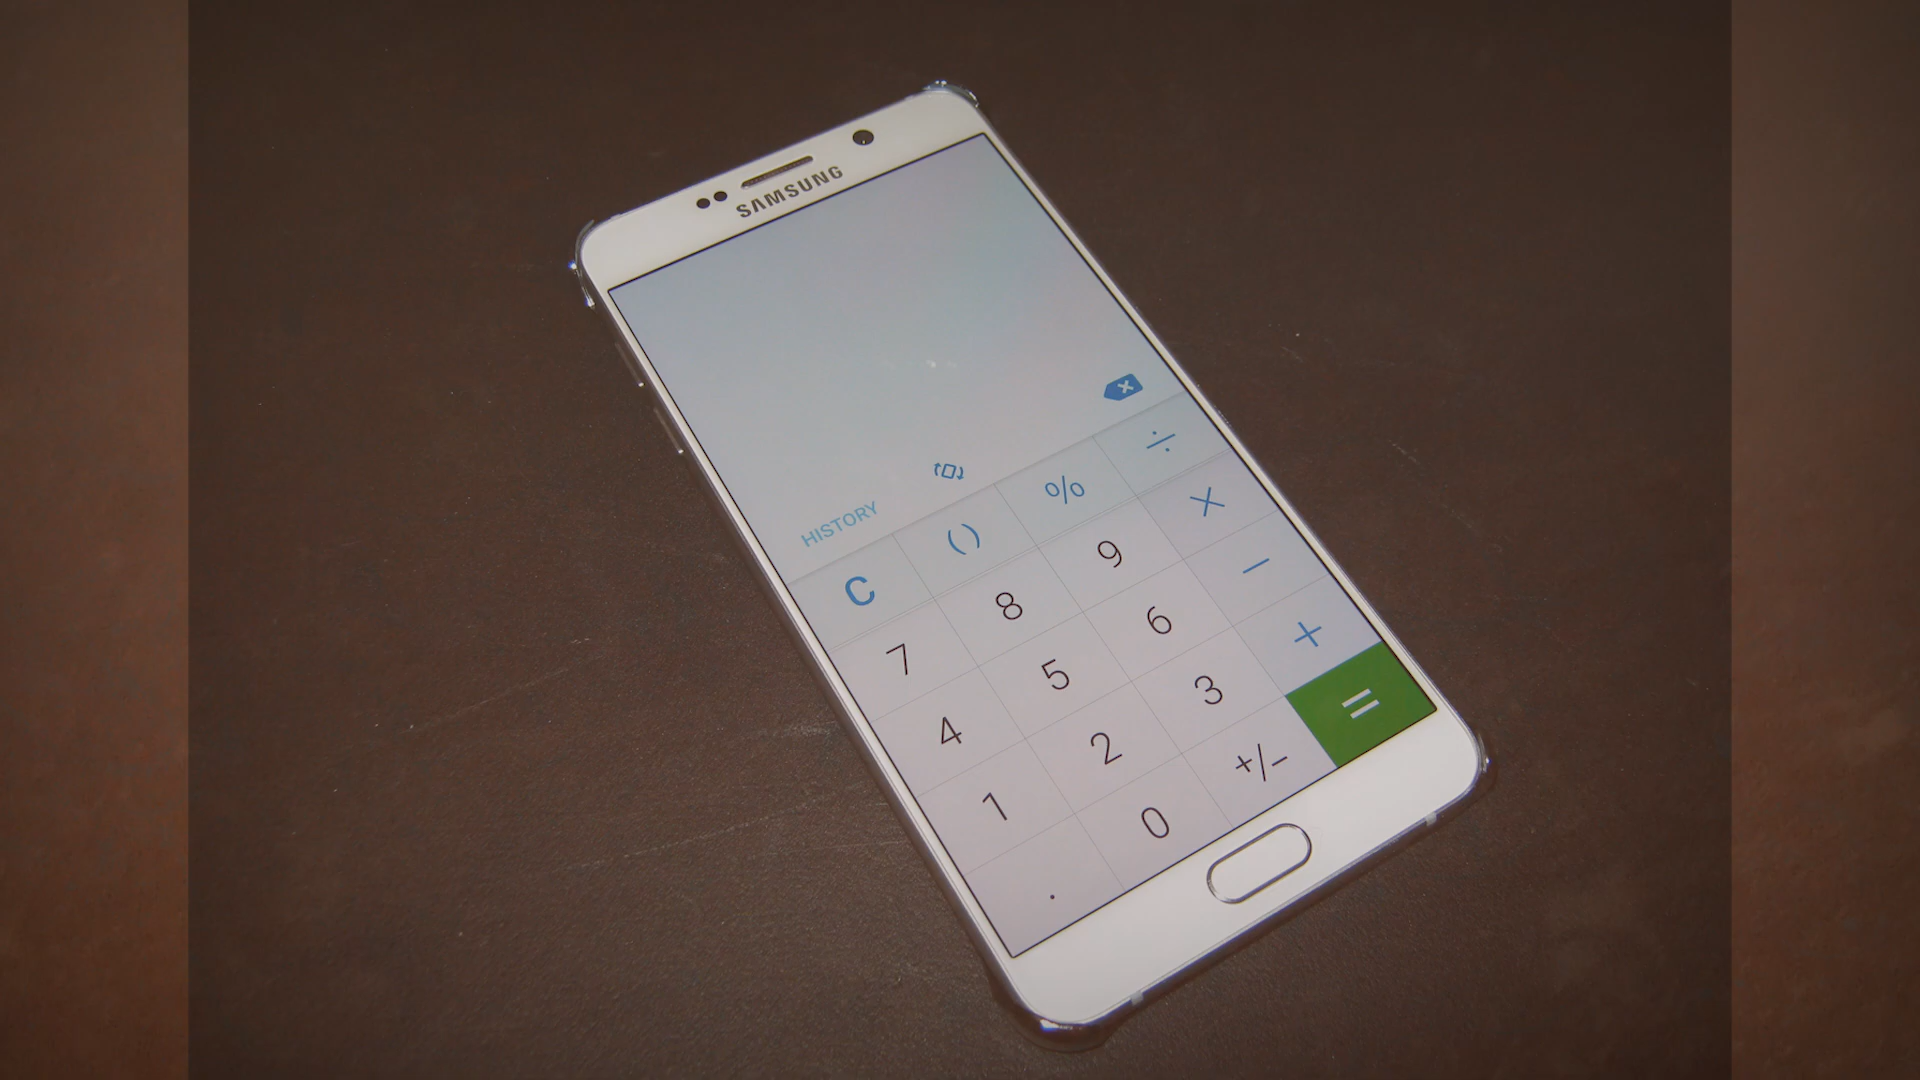 SAMSUNG
HISTORY
C () % ÷
7 8 9 ×
4 5 6 −
1 2 3 +
. 0 +/− =